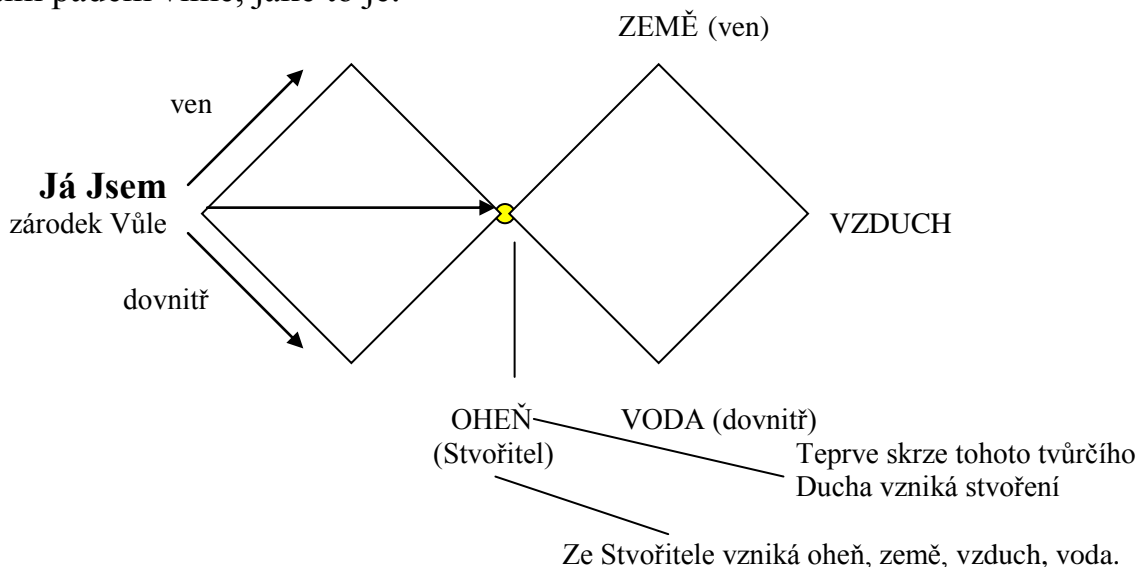 ZEMĚ (ven)
ven
Já Jsem
zárodek Vůle
VZDUCH
dovnitř
OHEŇ
(Stvořitel)
VODA (dovnitř)
Teprve skrze tohoto tvůrčího
Ducha vzniká stvoření
Ze Stvořitele vzniká oheň, země, vzduch, voda.